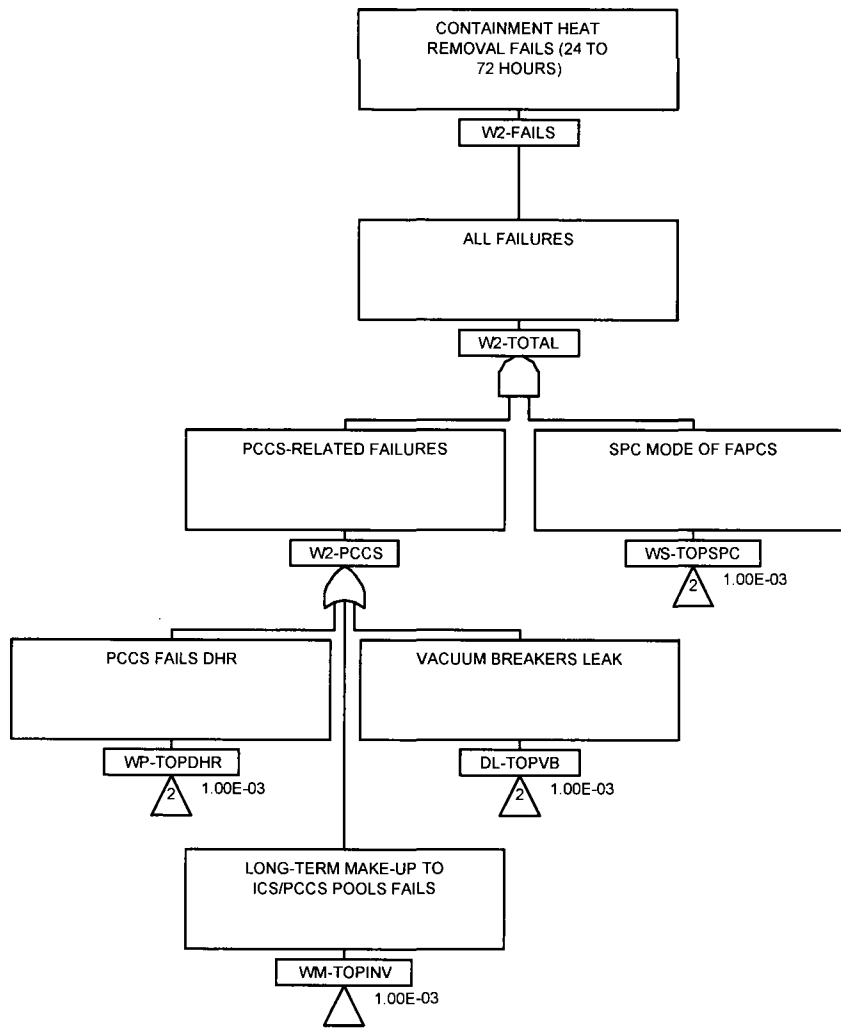 CONTAINMENT HEAT
REMOVAL FAILS (24 TO
72 HOURS)
W2-FAILS
ALL FAILURES
W2-TOTAL
PCCS-RELATED FAILURES
SPC MODE OF FAPCS
W2-PCCS
WS-TOPSPC
2
1.00E-03
PCCS FAILS DHR
VACUUM BREAKERS LEAK
WP-TOPDHR
DL-TOPVB
2
1.00E-03
2
1.00E-03
LONG-TERM MAKE-UP TO
ICS/PCCS POOLS FAILS
WM-TOPINV
1.00E-03